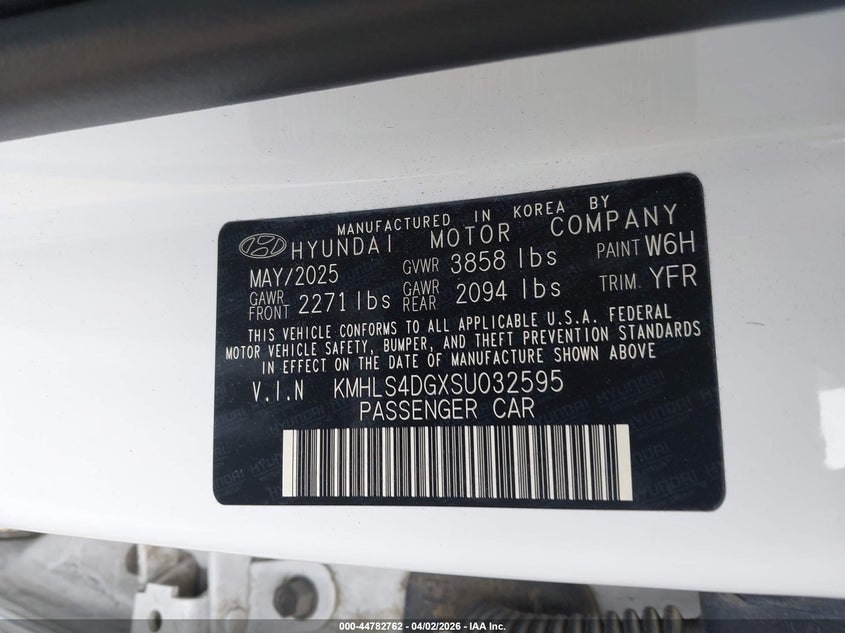 MANUFACTURED IN KOREA BY
HYUNDAI MOTOR COMPANY
MAY/2025 GVWR 3858 lbs PAINT W6H
GAWR FRONT 2271 lbs GAWR REAR 2094 lbs TRIM. YFR
THIS VEHICLE CONFORMS TO ALL APPLICABLE U.S.A. FEDERAL
MOTOR VEHICLE SAFETY, BUMPER, AND THEFT PREVENTION STANDARDS
IN EFFECT ON THE DATE OF MANUFACTURE SHOWN ABOVE
V.I.N KMHLS4DGXSU032595
PASSENGER CAR
000-44782762 - 04/02/2026 - IAA Inc.